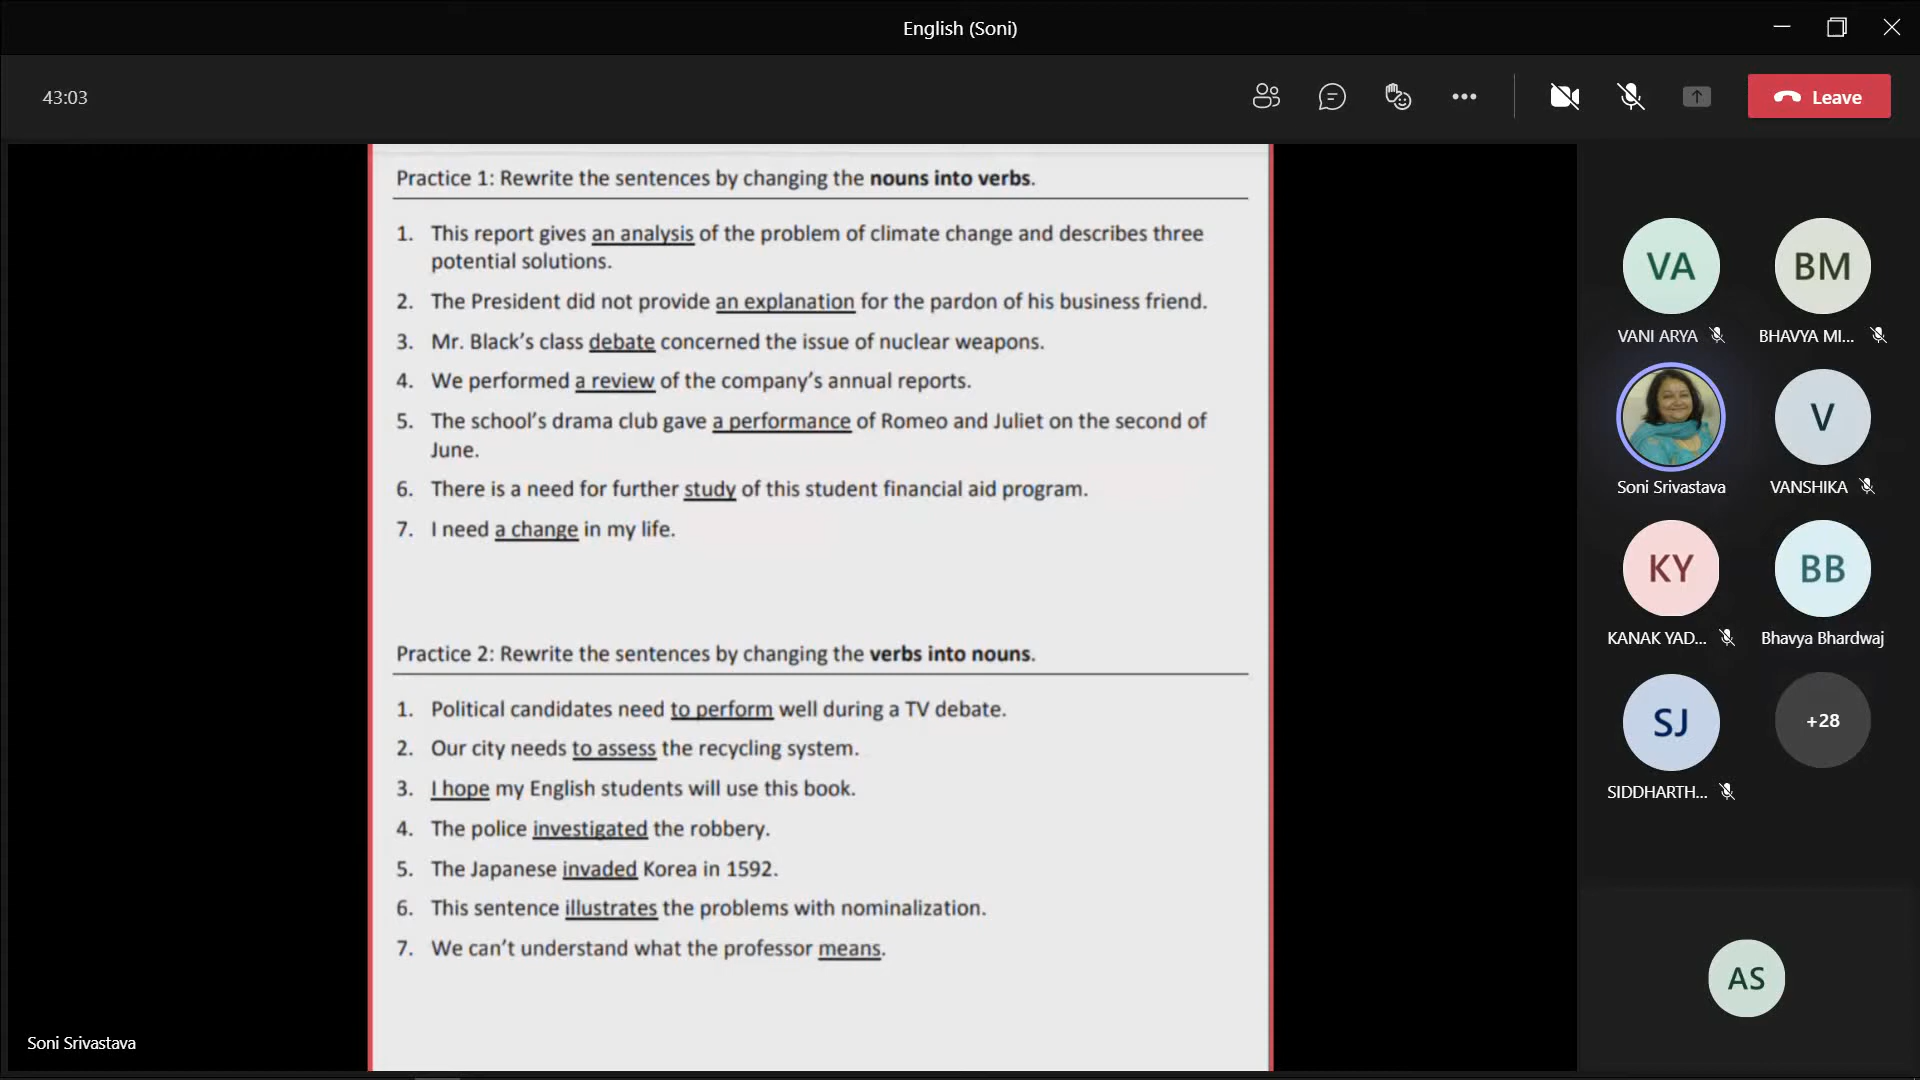 English (Soni)
43:03
Leave
Practice 1: Rewrite the sentences by changing the nouns into verbs.
1. This report gives an analysis of the problem of climate change and describes three
potential solutions.
2. The President did not provide an explanation for the pardon of his business friend.
3. Mr. Black’s class debate concerned the issue of nuclear weapons.
4. We performed a review of the company’s annual reports.
5. The school’s drama club gave a performance of Romeo and Juliet on the second of
June.
6. There is a need for further study of this student financial aid program.
7. I need a change in my life.
Practice 2: Rewrite the sentences by changing the verbs into nouns.
1. Political candidates need to perform well during a TV debate.
2. Our city needs to assess the recycling system.
3. I hope my English students will use this book.
4. The police investigated the robbery.
5. The Japanese invaded Korea in 1592.
6. This sentence illustrates the problems with nominalization.
7. We can’t understand what the professor means.
Soni Srivastava
VA
BM
VANI ARYA
BHAVYA MI...
V
Soni Srivastava
VANSHIKA
KY
BB
KANAK YAD...
Bhavya Bhardwaj
SJ
+28
SIDDHARTH...
AS